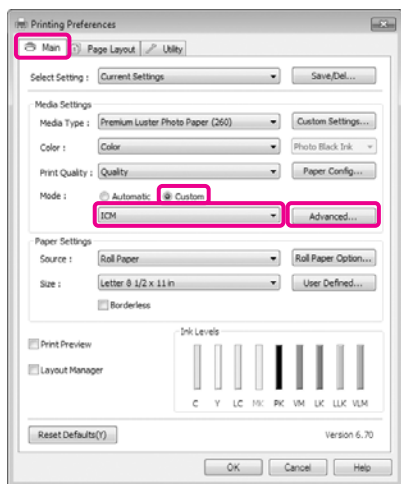 Printing Preferences
Main Page Layout Utility
Select Setting : Current Settings Save/Del...
Media Settings
Media Type : Premium Luster Photo Paper (260) Custom Settings...
Color : Color Photo Black Ink
Print Quality : Quality Paper Config...
Mode : Automatic Custom
ICM Advanced...
Paper Settings
Source : Roll Paper Roll Paper Option...
Size : Letter 8 1/2 x 11 in User Defined...
Borderless
Ink Levels
Print Preview
Layout Manager
C Y LC MK PK VM LK LLK VLM
Reset Defaults(Y) Version 6.70
OK Cancel Help